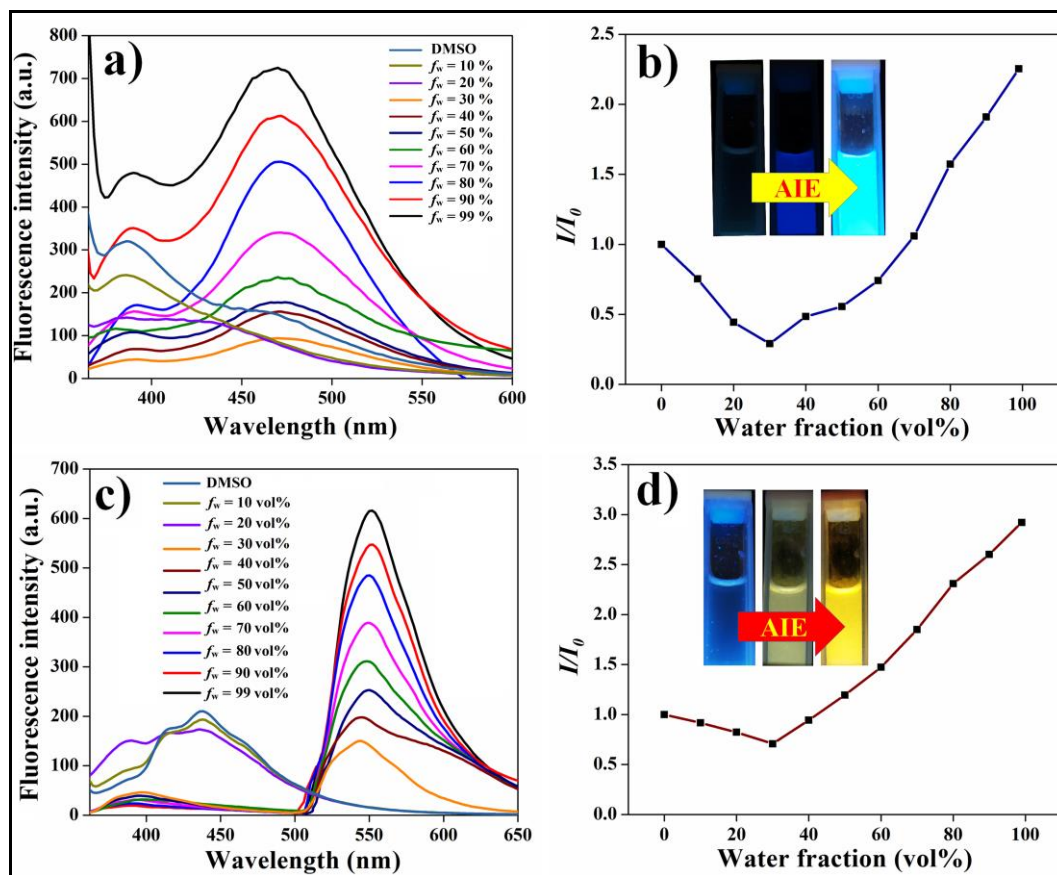 a)
Fluorescence intensity (a.u.)
800
700
600
500
400
300
200
100
0
400
450
500
550
600
Wavelength (nm)
DMSO
fw = 10 %
fw = 20 %
fw = 30 %
fw = 40 %
fw = 50 %
fw = 60 %
fw = 70 %
fw = 80 %
fw = 90 %
fw = 99 %
b)
I/I0
2.5
2.0
1.5
1.0
0.5
0.0
0
20
40
60
80
100
Water fraction (vol%)
AIE
c)
Fluorescence intensity (a.u.)
700
600
500
400
300
200
100
0
400
450
500
550
600
650
Wavelength (nm)
DMSO
fw = 10 vol%
fw = 20 vol%
fw = 30 vol%
fw = 40 vol%
fw = 50 vol%
fw = 60 vol%
fw = 70 vol%
fw = 80 vol%
fw = 90 vol%
fw = 99 vol%
d)
I/I0
3.5
3.0
2.5
2.0
1.5
1.0
0.5
0.0
0
20
40
60
80
100
Water fraction (vol%)
AIE